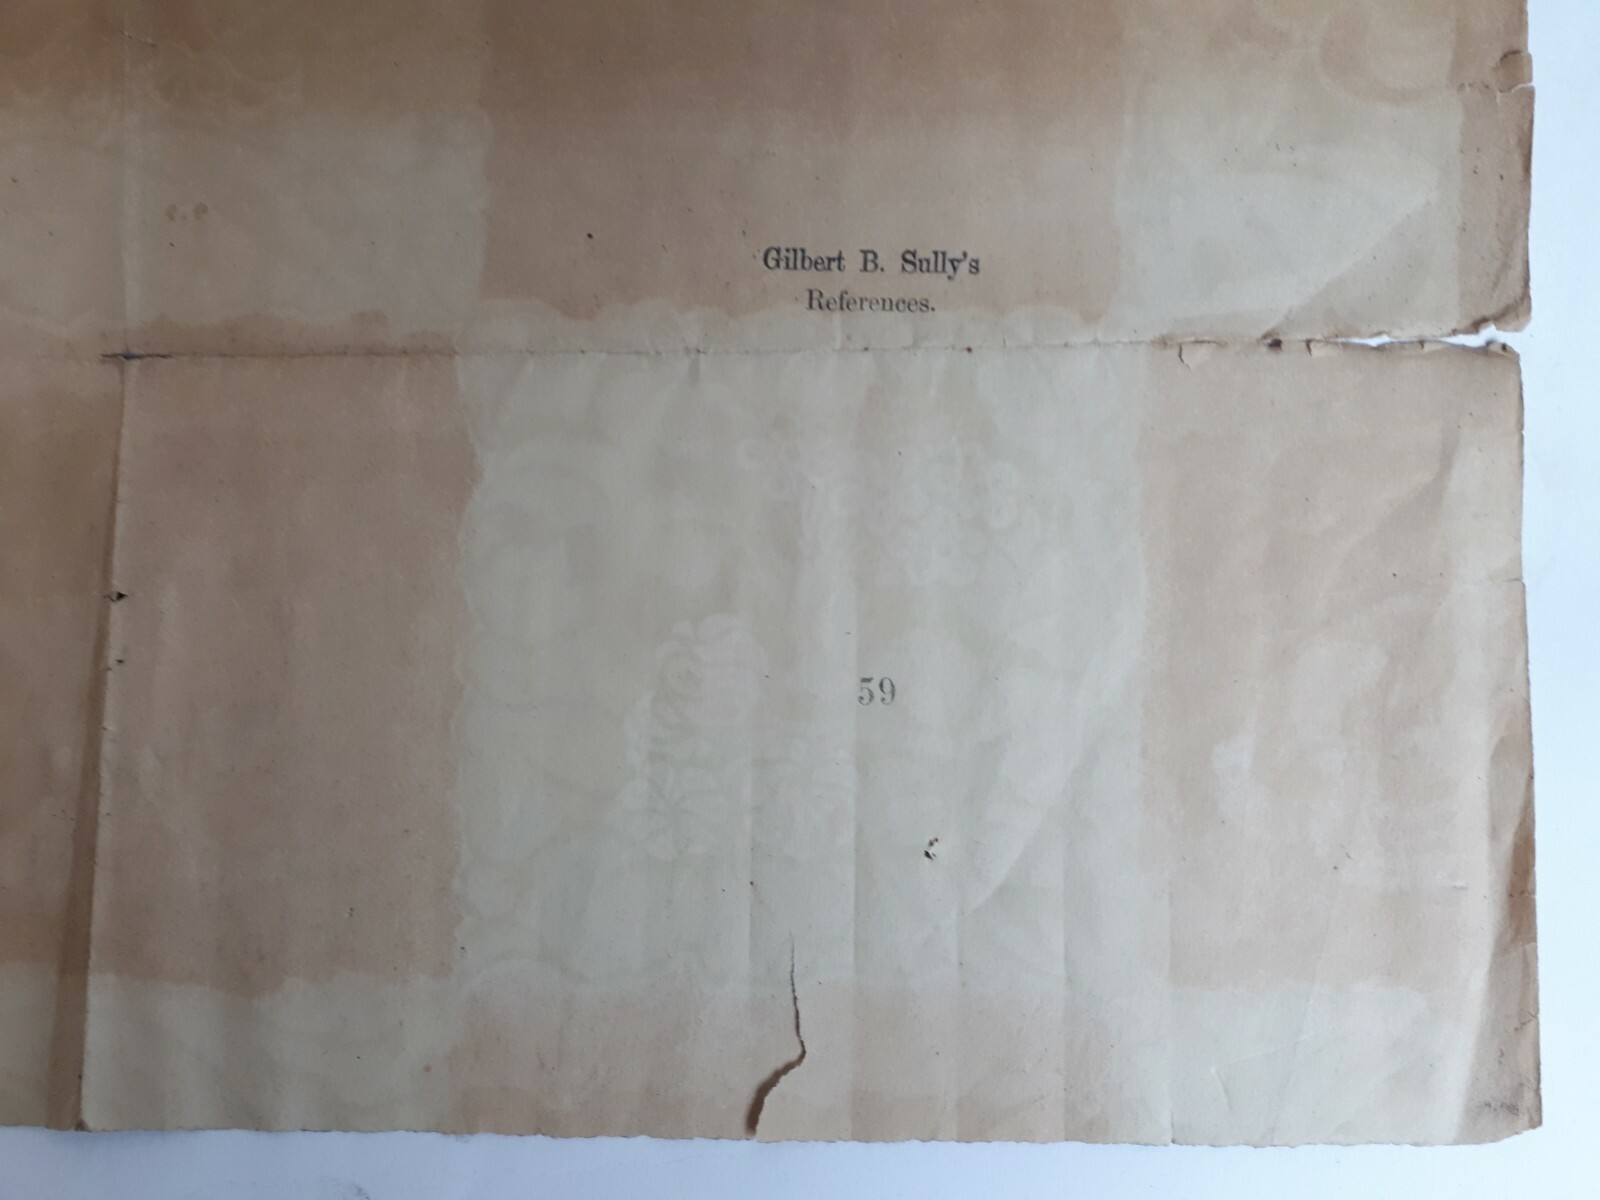 Gilbert B. Sully's
References.
59